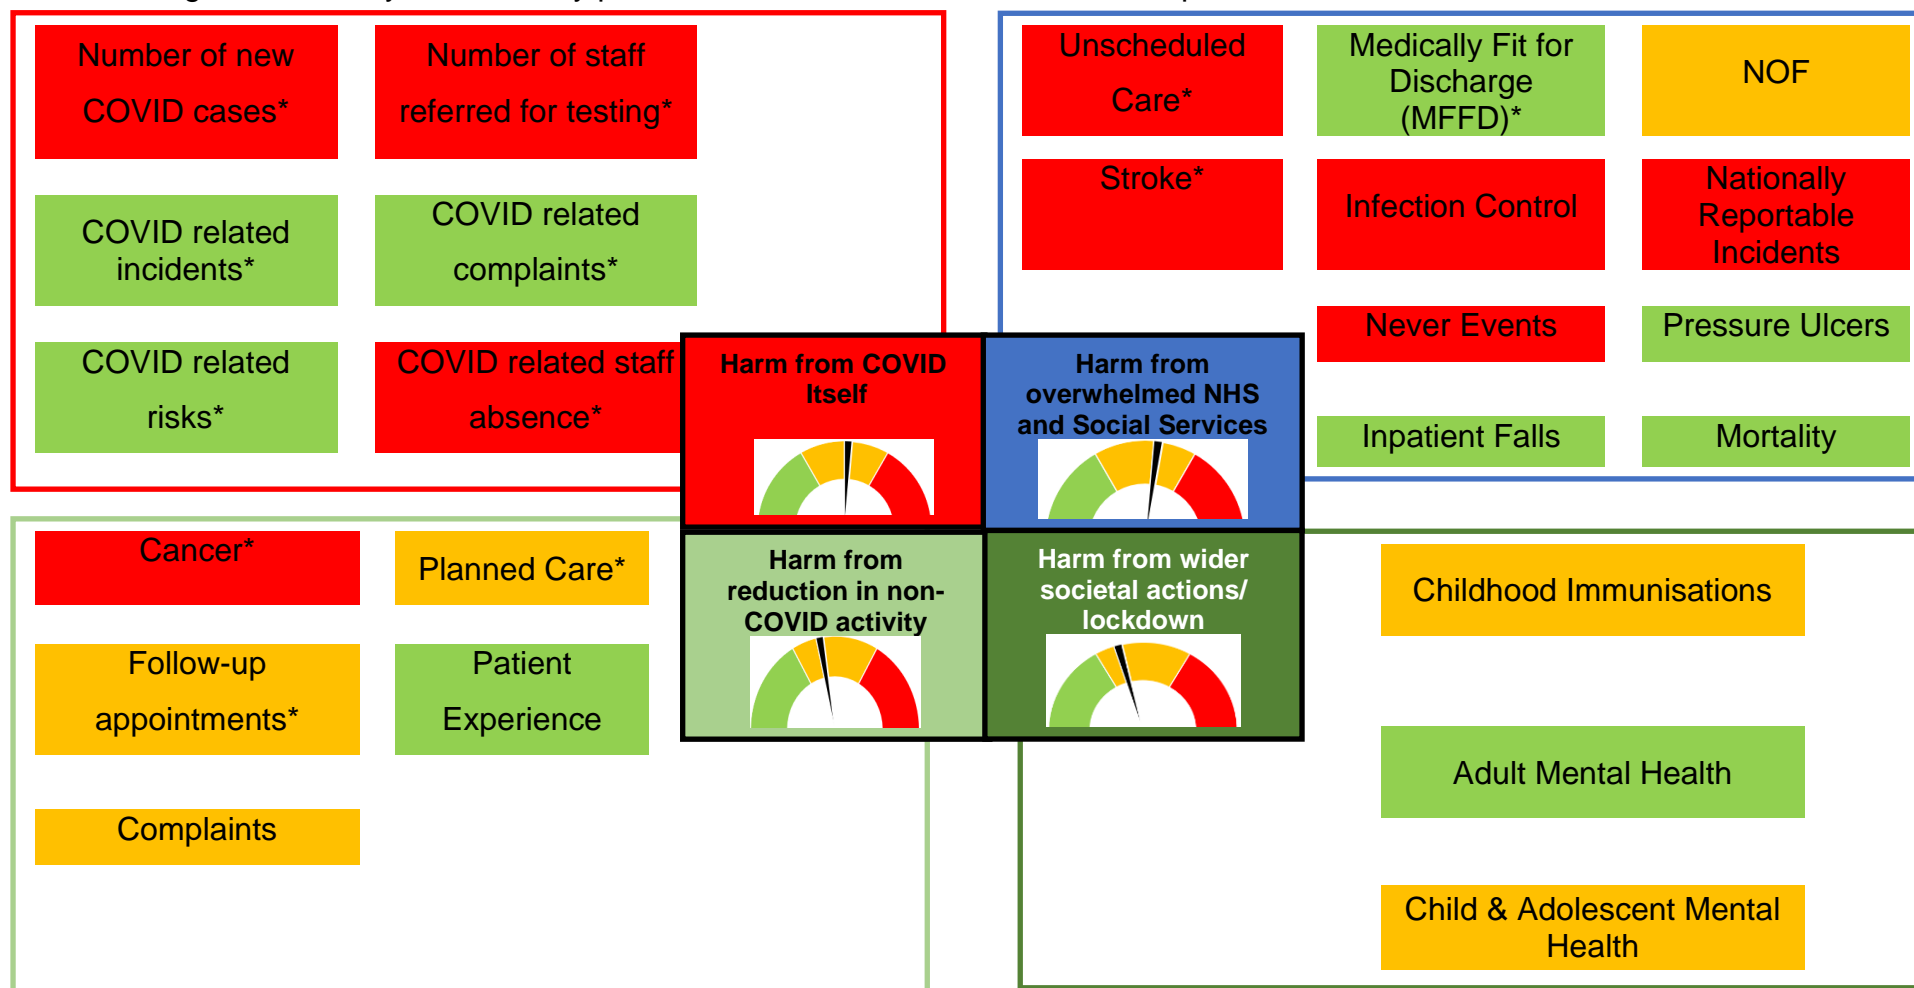 Number of new
COVID cases*
Number of staff
referred for testing*
COVID related
incidents*
COVID related
complaints*
COVID related
risks*
COVID related staff
absence*
Unscheduled
Care*
Medically Fit for
Discharge
(MFFD)*
NOF
Stroke*
Infection Control
Nationally
Reportable
Incidents
Never Events
Pressure Ulcers
Inpatient Falls
Mortality
Harm from COVID
Itself
Harm from
overwhelmed NHS
and Social Services
Harm from
reduction in non-
COVID activity
Harm from wider
societal actions/
lockdown
Cancer*
Planned Care*
Follow-up
appointments*
Patient
Experience
Complaints
Childhood Immunisations
Adult Mental Health
Child & Adolescent Mental
Health